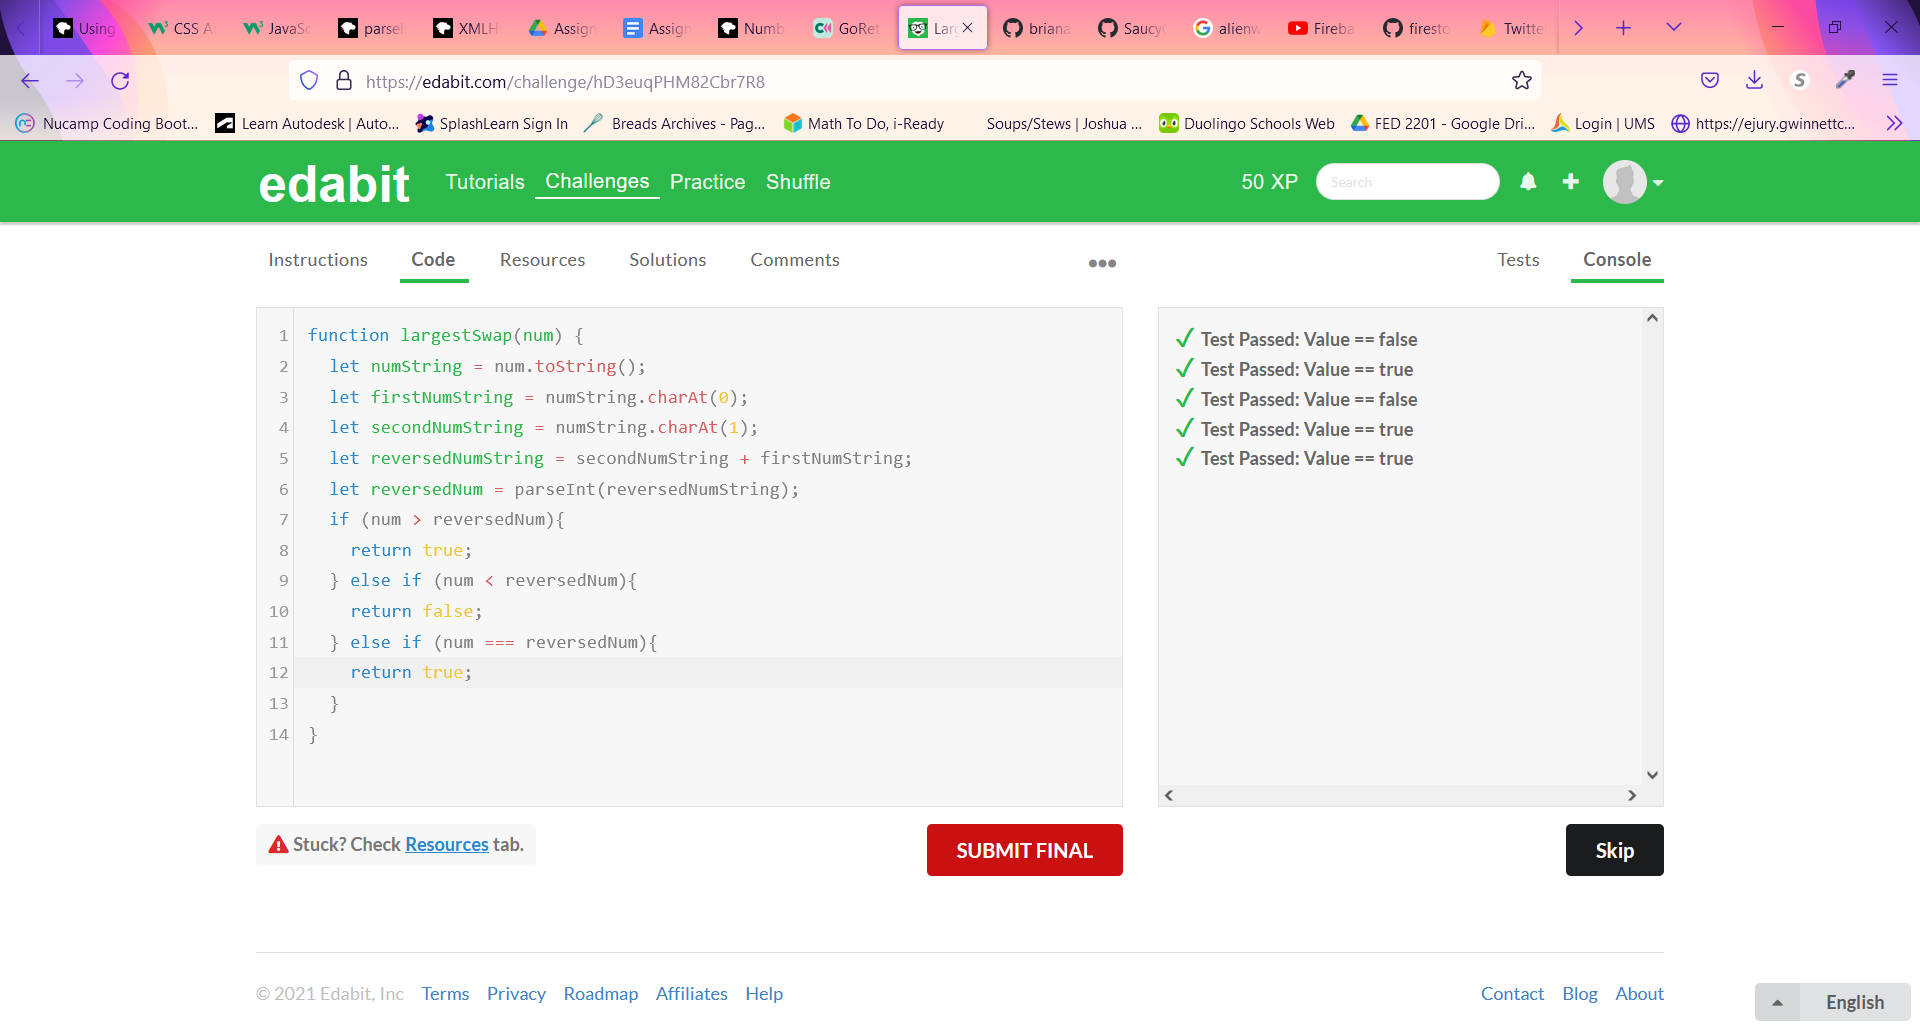 Using
CSS A
JavaSc
parseI
XMLH
Assign
Assign
Numb
GoRet
Larg
briana
Saucy
alienw
Fireba
firesto
Twitte
https://edabit.com/challenge/hD3euqPHM82Cbr7R8
Nucamp Coding Boot...
Learn Autodesk | Auto...
SplashLearn Sign In
Breads Archives - Pag...
Math To Do, i-Ready
Soups/Stews | Joshua ...
Duolingo Schools Web
FED 2201 - Google Dri...
Login | UMS
https://ejury.gwinnettc...
edabit
Tutorials
Challenges
Practice
Shuffle
50 XP
Search
Instructions
Code
Resources
Solutions
Comments
Tests
Console
1 function largestSwap(num) {
2 let numString = num.toString();
3 let firstNumString = numString.charAt(0);
4 let secondNumString = numString.charAt(1);
5 let reversedNumString = secondNumString + firstNumString;
6 let reversedNum = parseInt(reversedNumString);
7 if (num > reversedNum){
8 return true;
9 } else if (num < reversedNum){
10 return false;
11 } else if (num === reversedNum){
12 return true;
13 }
14 }
Test Passed: Value == false
Test Passed: Value == true
Test Passed: Value == false
Test Passed: Value == true
Test Passed: Value == true
Stuck? Check Resources tab.
SUBMIT FINAL
Skip
© 2021 Edabit, Inc
Terms
Privacy
Roadmap
Affiliates
Help
Contact
Blog
About
English